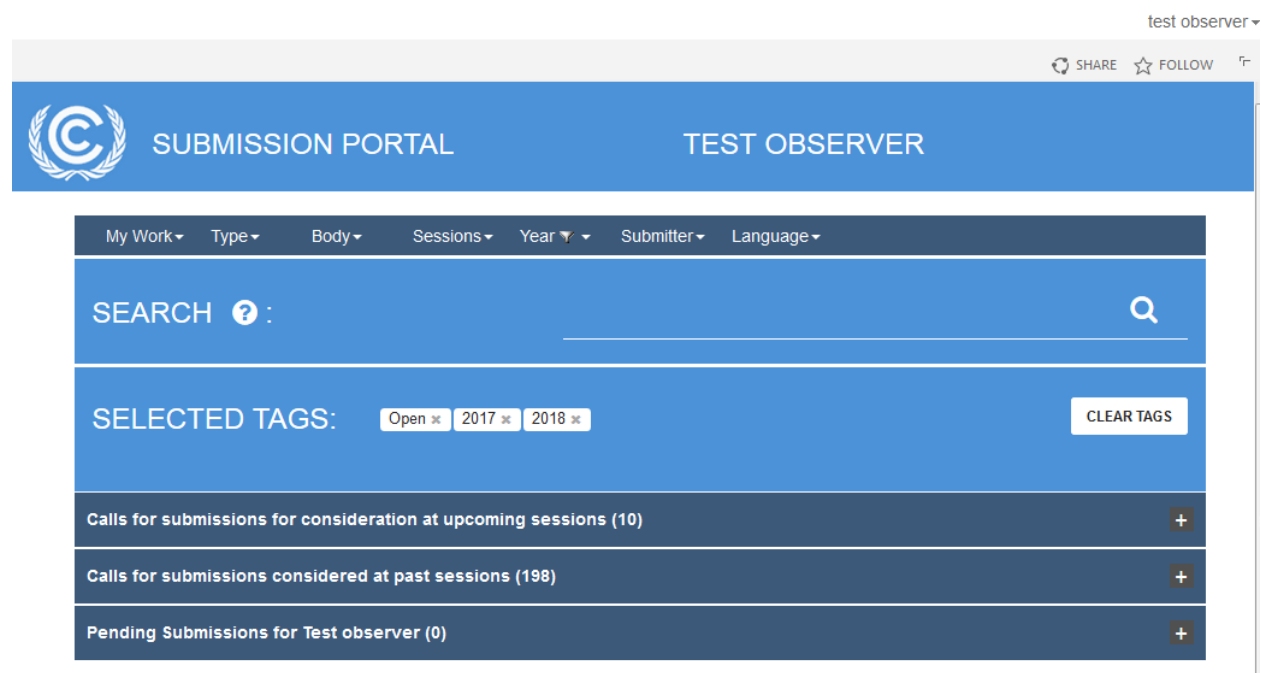 test observer
SHARE FOLLOW
SUBMISSION PORTAL TEST OBSERVER
My Work Type Body Sessions Year Submitter Language
SEARCH ? :
SELECTED TAGS: Open × 2017 × 2018 × CLEAR TAGS
Calls for submissions for consideration at upcoming sessions (10) +
Calls for submissions considered at past sessions (198) +
Pending Submissions for Test observer (0) +